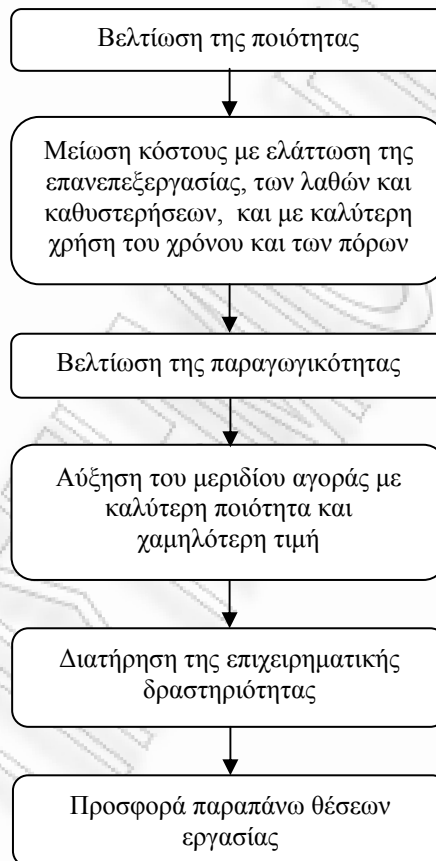 Βελτίωση της ποιότητας
Μείωση κόστους με ελάττωση της
επανεπεξεργασίας, των λαθών και
καθυστερήσεων, και με καλύτερη
χρήση του χρόνου και των πόρων
Βελτίωση της παραγωγικότητας
Αύξηση του μεριδίου αγοράς με
καλύτερη ποιότητα και
χαμηλότερη τιμή
Διατήρηση της επιχειρηματικής
δραστηριότητας
Προσφορά παραπάνω θέσεων
εργασίας